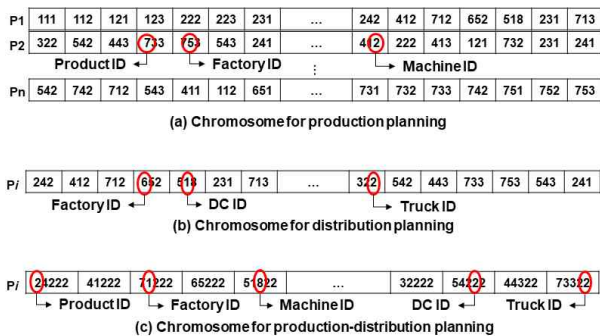 P1 111 112 121 123 222 223 231 ... 242 412 712 652 518 231 713
P2 322 542 443 733 753 543 241 ... 412 222 413 121 732 231 241
Product ID Factory ID ⋮ Machine ID
Pn 542 742 712 543 411 112 651 731 732 733 742 751 752 753
(a) Chromosome for production planning
Pi 242 412 712 652 518 231 713 ... 322 542 443 733 753 543 241
Factory ID DC ID Truck ID
(b) Chromosome for distribution planning
Pi 24222 41222 71222 65222 51822 ... 32222 54222 44322 73322
Product ID Factory ID Machine ID DC ID Truck ID
(c) Chromosome for production-distribution planning